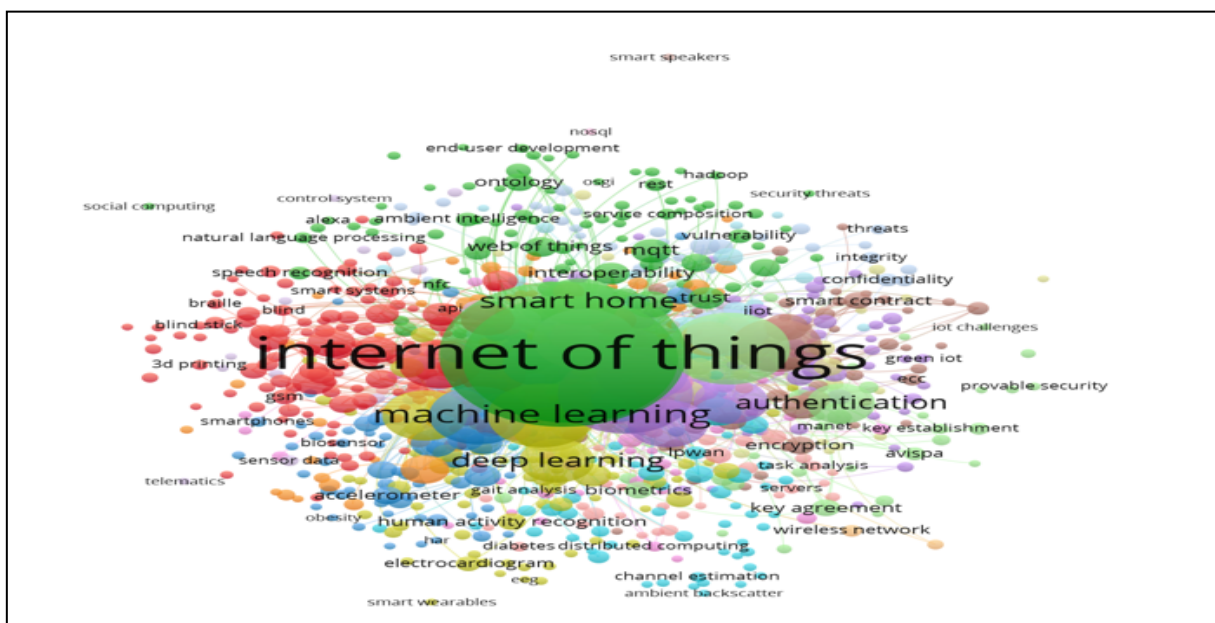 smart speakers
nosql
end-user development
ontology
osgi
rest
hadoop
control system
security threats
social computing
alexa
ambient intelligence
service composition
natural language processing
web of things
mqtt
vulnerability
threats
speech recognition
nfc
interoperability
integrity
confidentiality
smart systems
braille
blind
api
smart home
trust
iiot
smart contract
blind stick
iot challenges
internet of things
3d printing
green iot
ecc
provable security
gsm
authentication
smartphones
machine learning
manet
key establishment
biosensor
encryption
avispa
sensor data
deep learning
lpwan
task analysis
telematics
accelerometer
gait analysis
biometrics
servers
obesity
key agreement
human activity recognition
wireless network
har
diabetes
distributed computing
electrocardiogram
eeg
channel estimation
ambient backscatter
smart wearables